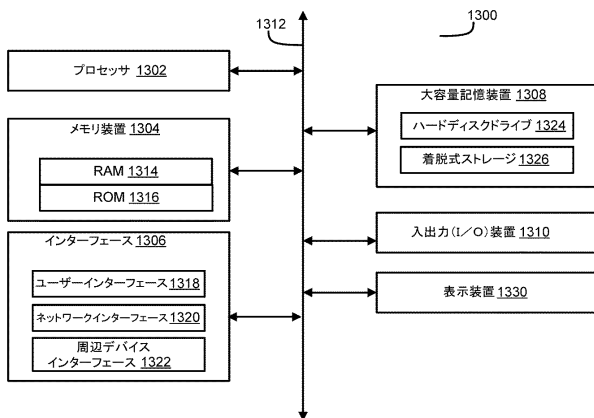 1312
1300
プロセッサ 1302
メモリ装置 1304
RAM 1314
ROM 1316
インターフェース 1306
ユーザーインターフェース 1318
ネットワークインターフェース 1320
周辺デバイス
インターフェース 1322
大容量記憶装置 1308
ハードディスクドライブ 1324
着脱式ストレージ 1326
入出力(I/O)装置 1310
表示装置 1330